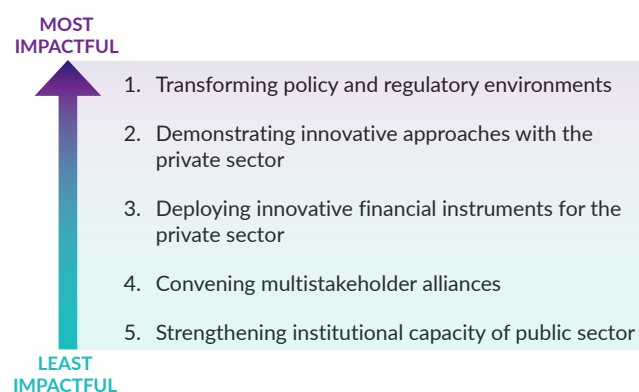 MOST
IMPACTFUL
1. Transforming policy and regulatory environments
2. Demonstrating innovative approaches with the
private sector
3. Deploying innovative financial instruments for the
private sector
4. Convening multistakeholder alliances
5. Strengthening institutional capacity of public sector
LEAST
IMPACTFUL